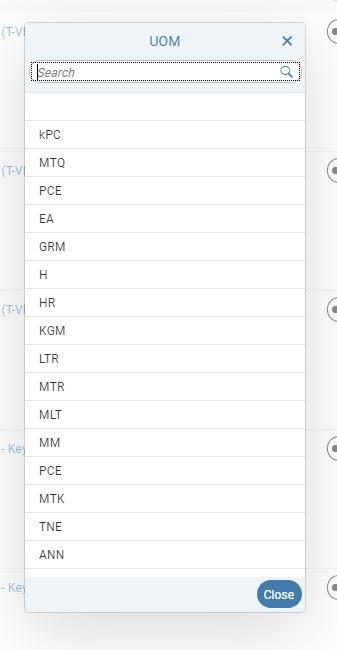 UOM
Search
kPC
MTQ
PCE
EA
GRM
H
HR
KGM
LTR
MTR
MLT
MM
PCE
MTK
TNE
ANN
Close
(T-V
(T-V
(T-V
- Key
- Key